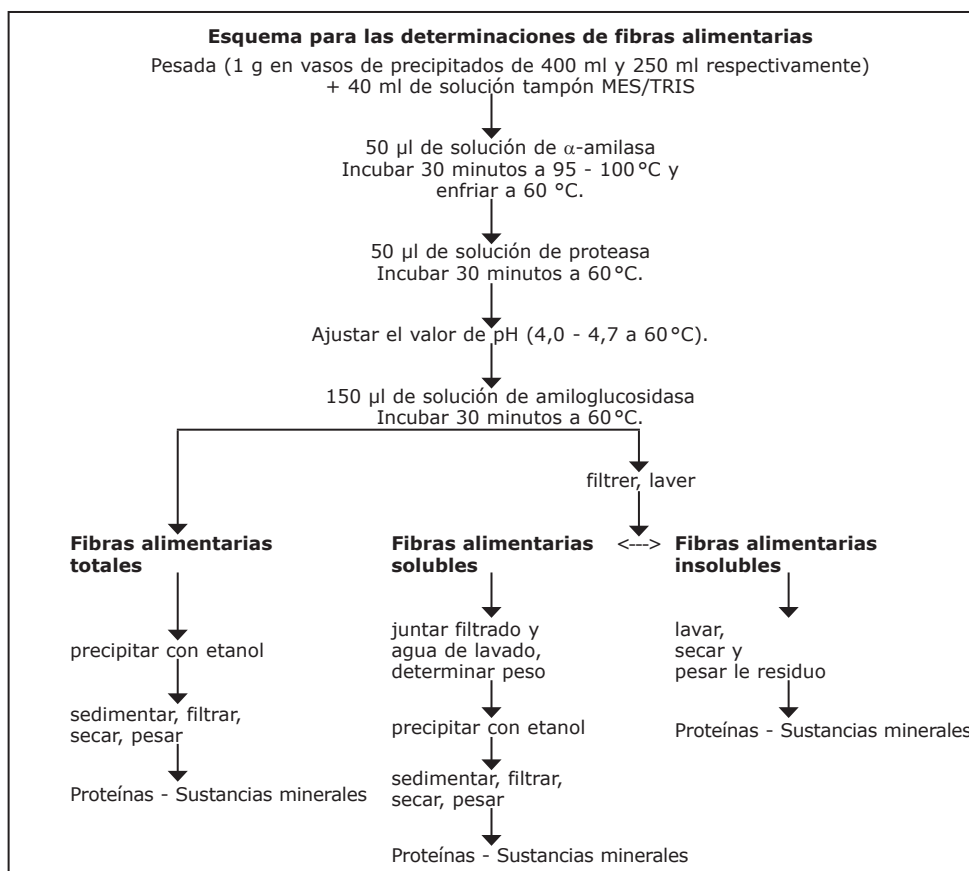 Esquema para las determinaciones de fibras alimentarias
Pesada (1 g en vasos de precipitados de 400 ml y 250 ml respectivamente)
+ 40 ml de solución tampón MES/TRIS
50 µl de solución de α-amilasa
Incubar 30 minutos a 95 - 100°C y
enfriar a 60 °C.
50 µl de solución de proteasa
Incubar 30 minutos a 60°C.
Ajustar el valor de pH (4,0 - 4,7 a 60°C).
150 µl de solución de amiloglucosidasa
Incubar 30 minutos a 60°C.
filtrer, laver
Fibras alimentarias
totales
precipitar con etanol
sedimentar, filtrar,
secar, pesar
Proteínas - Sustancias minerales
Fibras alimentarias
solubles
<--->
juntar filtrado y
agua de lavado,
determinar peso
precipitar con etanol
sedimentar, filtrar,
secar, pesar
Proteínas - Sustancias minerales
Fibras alimentarias
insolubles
lavar,
secar y
pesar le residuo
Proteínas - Sustancias minerales